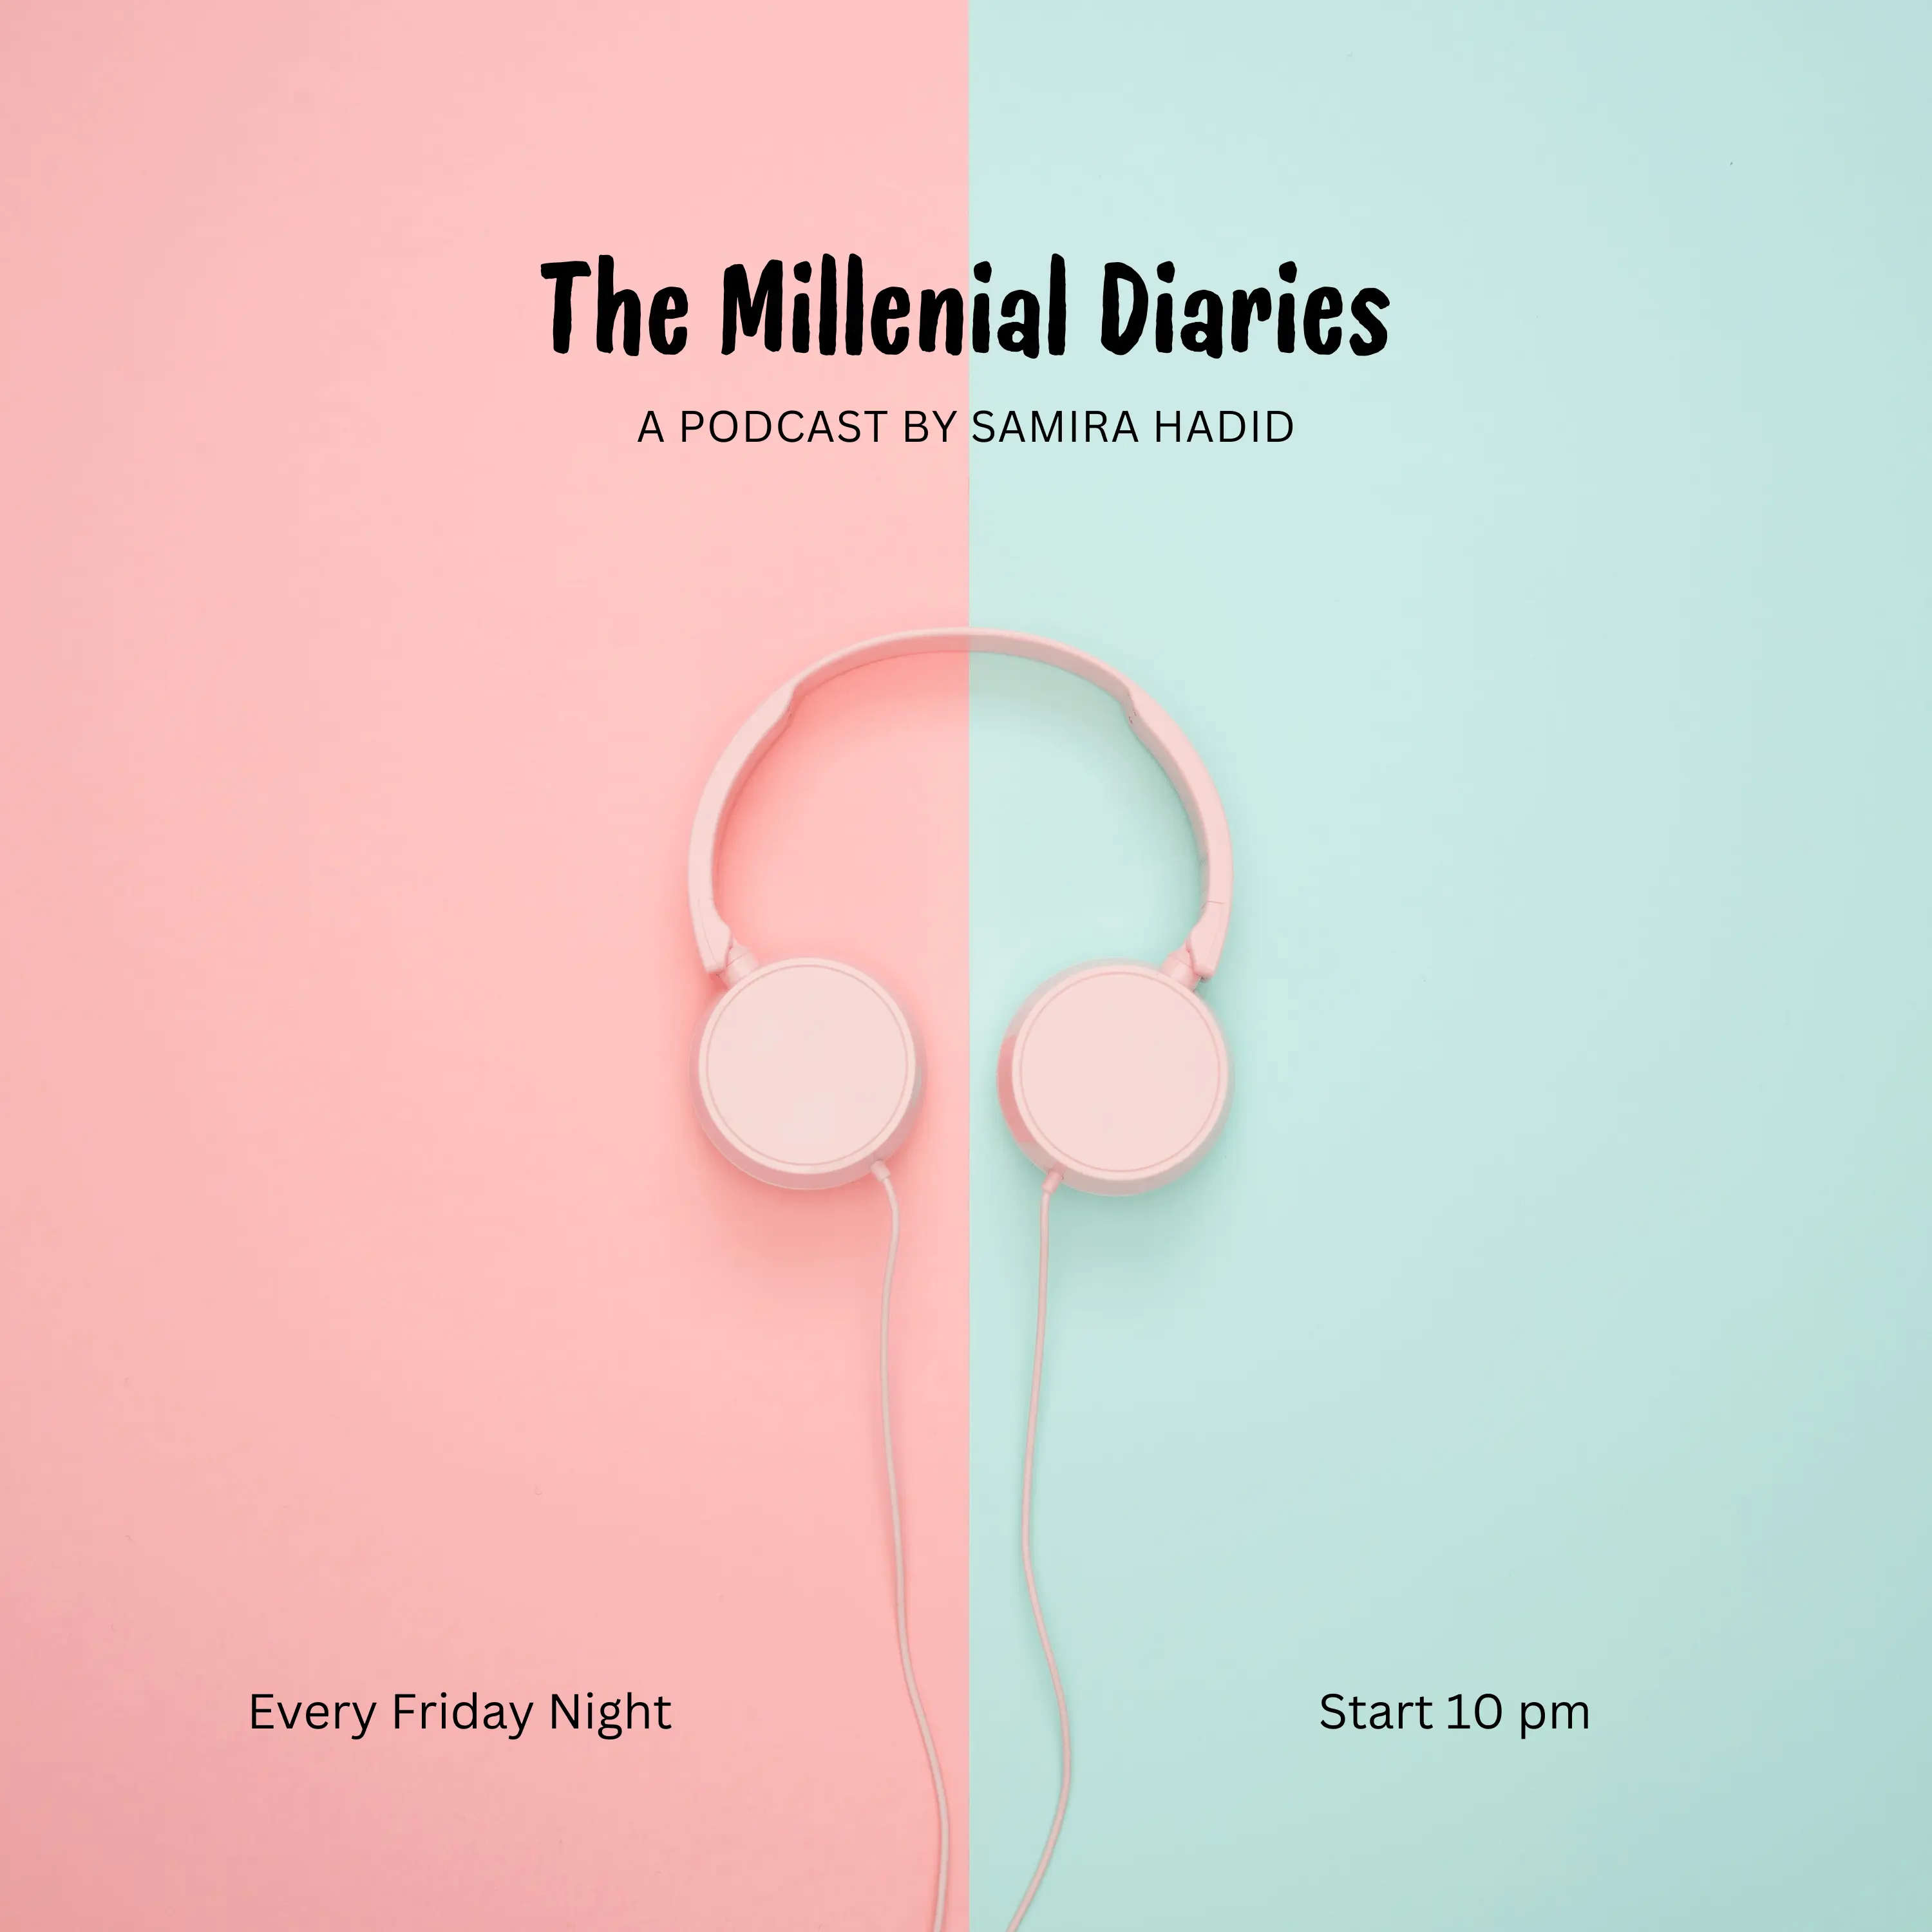 The Millenial Diaries
A PODCAST BY SAMIRA HADID
Every Friday Night
Start 10 pm